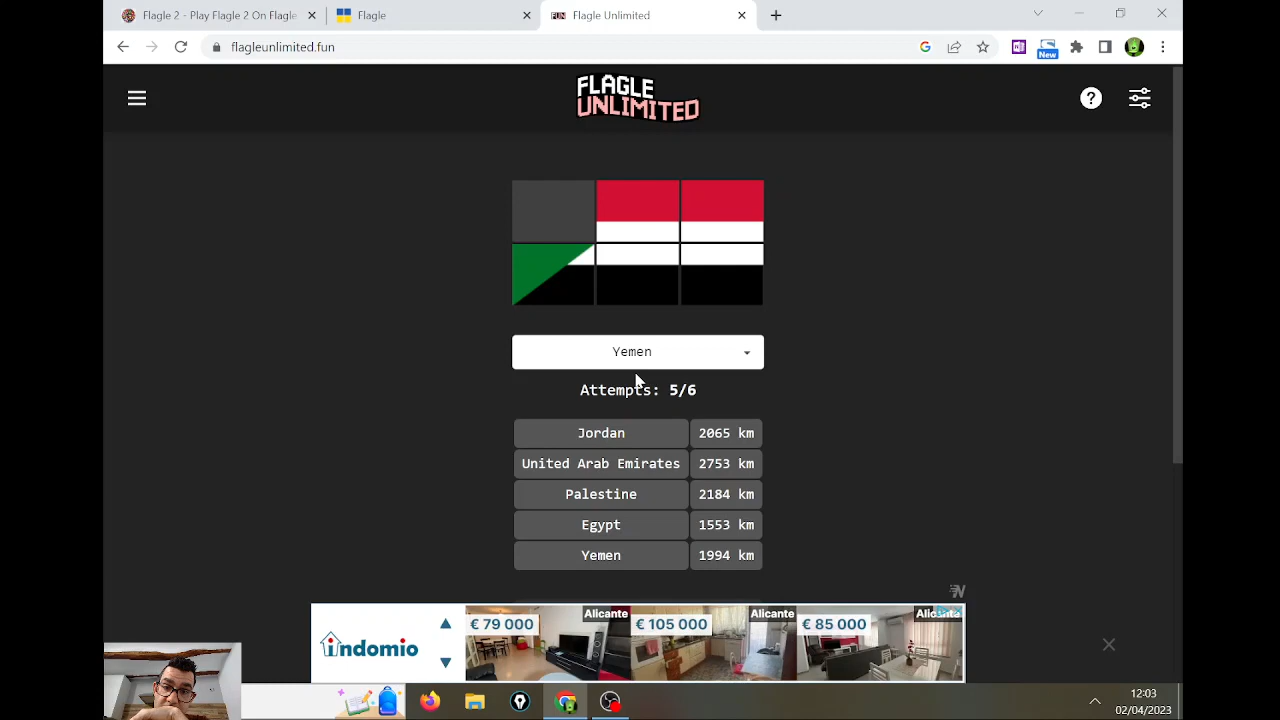 Flagle 2 - Play Flagle 2 On Flagle
Flagle
Flagle Unlimited
flagleunlimited.fun
New
FLAGLE
UNLIMITED
?
Yemen
Attempts: 5/6
Jordan 2065 km
United Arab Emirates 2753 km
Palestine 2184 km
Egypt 1553 km
Yemen 1994 km
indomio
Alicante
€ 79 000
Alicante
€ 105 000
€ 85 000
12:03
02/04/2023